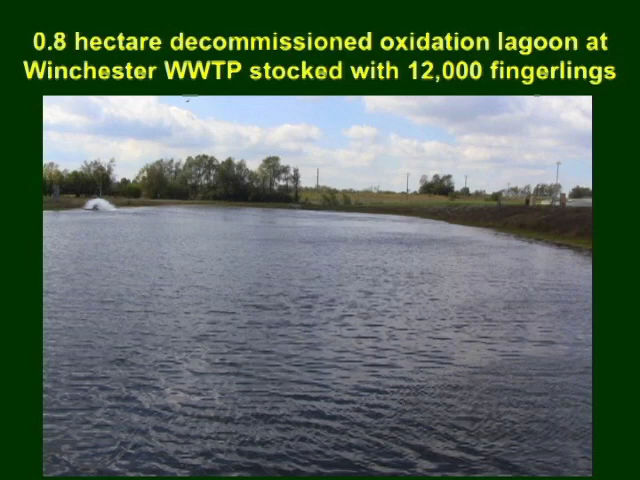 0.8 hectare decommissioned oxidation lagoon at
Winchester WWTP stocked with 12,000 fingerlings